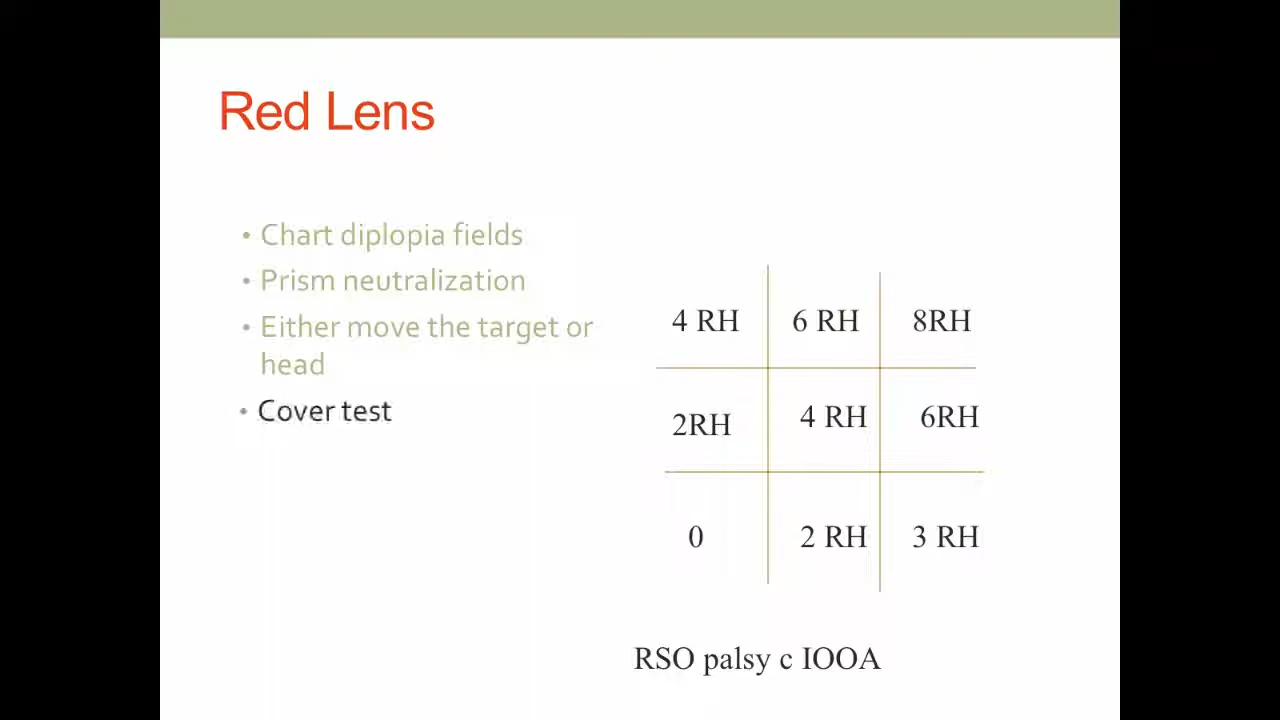 Red Lens
• Chart diplopia fields
• Prism neutralization
• Either move the target or
head
• Cover test
4 RH 6 RH 8RH
2RH 4 RH 6RH
0 2 RH 3 RH
RSO palsy c IOOA